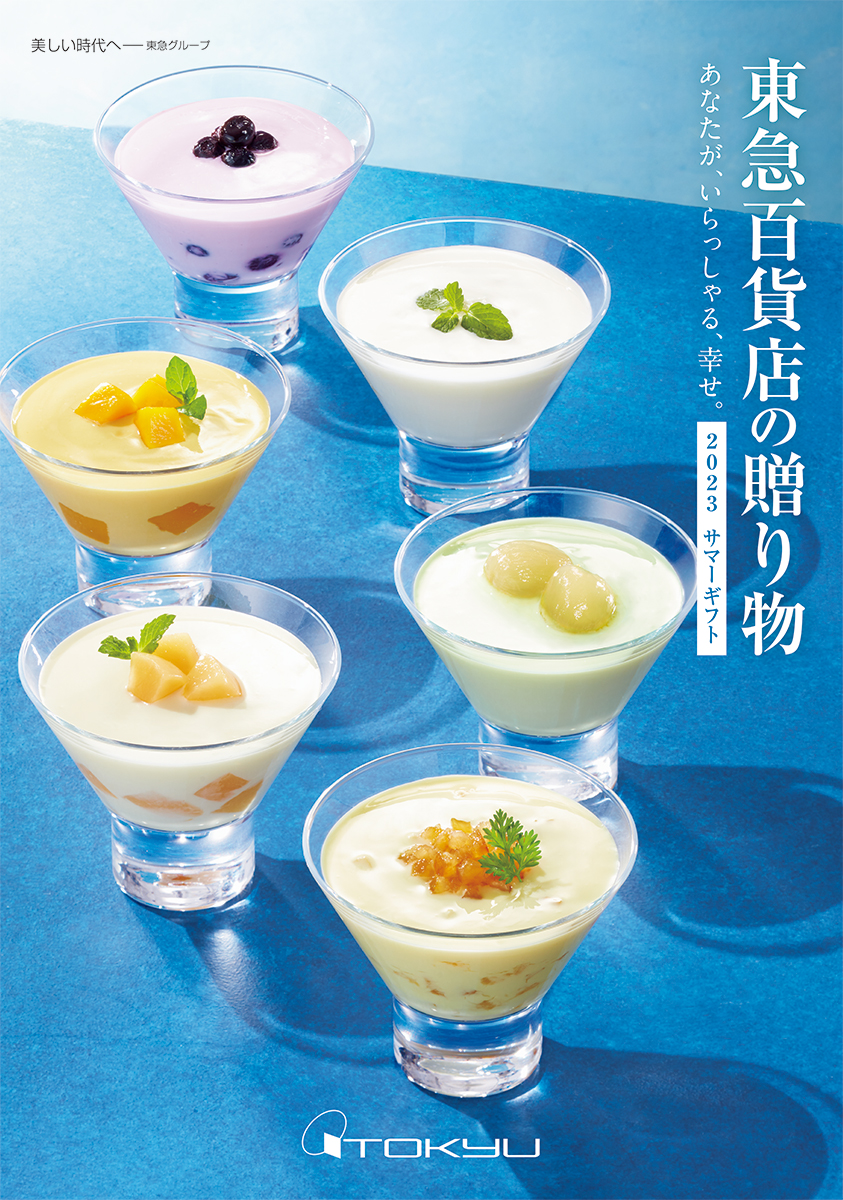 美しい時代へ── 東急グループ
東急百貨店の贈り物
あなたが、いらっしゃる、幸せ。
2023 サマーギフト
TOKYU